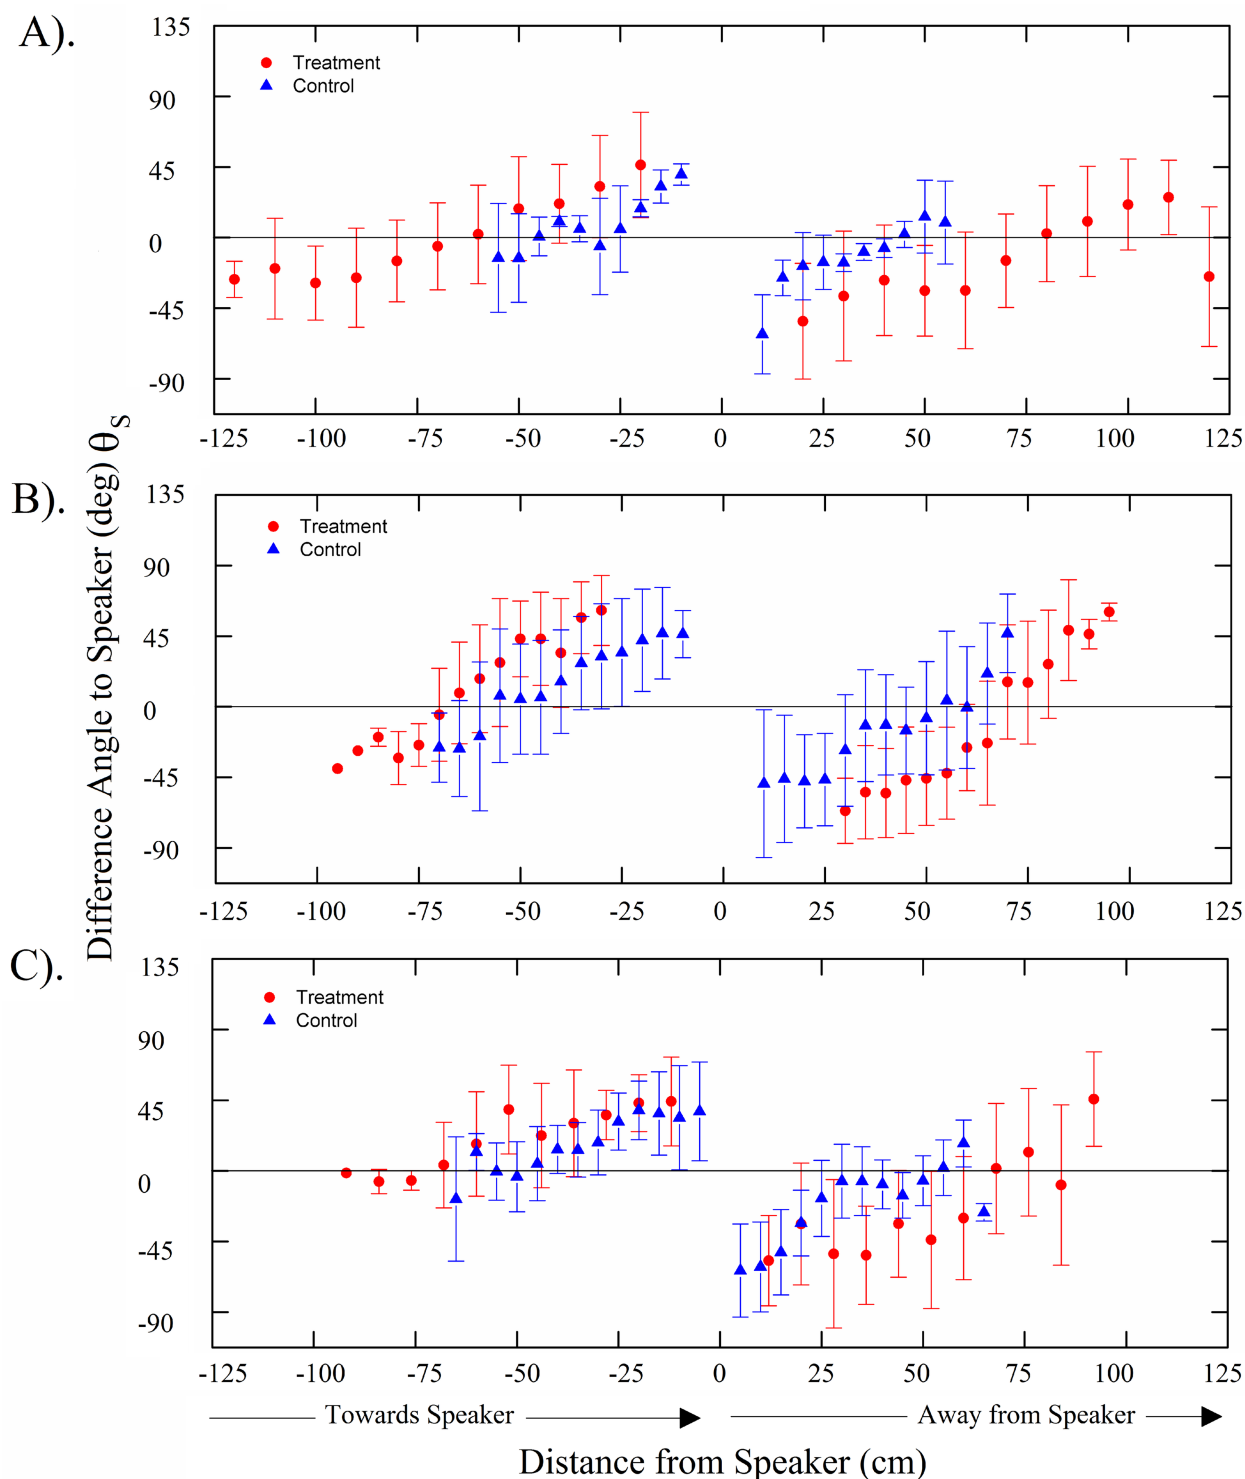 A).
135
90
45
0
-45
-90
Treatment
Control
-125 -100 -75 -50 -25 0 25 50 75 100 125
Difference Angle to Speaker (deg) θS
B).
135
90
45
0
-45
-90
Treatment
Control
-125 -100 -75 -50 -25 0 25 50 75 100 125
C).
135
90
45
0
-45
-90
Treatment
Control
-125 -100 -75 -50 -25 0 25 50 75 100 125
Towards Speaker Away from Speaker
Distance from Speaker (cm)